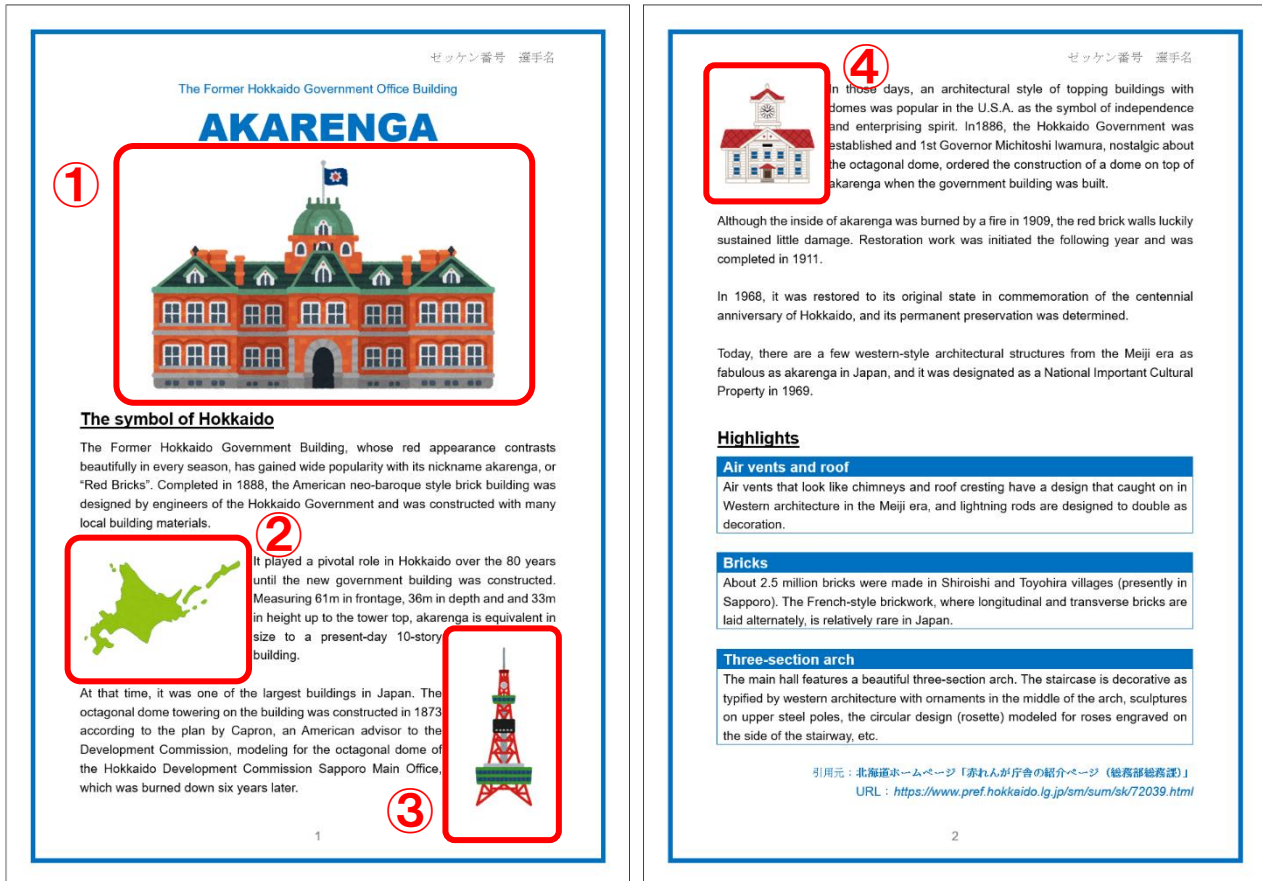 ゼッケン番号　選手名
The Former Hokkaido Government Office Building
AKARENGA
①
The symbol of Hokkaido
The Former Hokkaido Government Building, whose red appearance contrasts
beautifully in every season, has gained wide popularity with its nickname akarenga, or
“Red Bricks”. Completed in 1888, the American neo-baroque style brick building was
designed by engineers of the Hokkaido Government and was constructed with many
local building materials.
②
It played a pivotal role in Hokkaido over the 80 years
until the new government building was constructed.
Measuring 61m in frontage, 36m in depth and and 33m
in height up to the tower top, akarenga is equivalent in
size to a present-day 10-story
building.
At that time, it was one of the largest buildings in Japan. The
octagonal dome towering on the building was constructed in 1873
according to the plan by Capron, an American advisor to the
Development Commission, modeling for the octagonal dome of
the Hokkaido Development Commission Sapporo Main Office,
which was burned down six years later.
③
1
ゼッケン番号　選手名
④
In those days, an architectural style of topping buildings with
domes was popular in the U.S.A. as the symbol of independence
and enterprising spirit. In1886, the Hokkaido Government was
established and 1st Governor Michitoshi Iwamura, nostalgic about
the octagonal dome, ordered the construction of a dome on top of
akarenga when the government building was built.
Although the inside of akarenga was burned by a fire in 1909, the red brick walls luckily
sustained little damage. Restoration work was initiated the following year and was
completed in 1911.
In 1968, it was restored to its original state in commemoration of the centennial
anniversary of Hokkaido, and its permanent preservation was determined.
Today, there are a few western-style architectural structures from the Meiji era as
fabulous as akarenga in Japan, and it was designated as a National Important Cultural
Property in 1969.
Highlights
Air vents and roof
Air vents that look like chimneys and roof cresting have a design that caught on in
Western architecture in the Meiji era, and lightning rods are designed to double as
decoration.
Bricks
About 2.5 million bricks were made in Shiroishi and Toyohira villages (presently in
Sapporo). The French-style brickwork, where longitudinal and transverse bricks are
laid alternately, is relatively rare in Japan.
Three-section arch
The main hall features a beautiful three-section arch. The staircase is decorative as
typified by western architecture with ornaments in the middle of the arch, sculptures
on upper steel poles, the circular design (rosette) modeled for roses engraved on
the side of the stairway, etc.
引用元：北海道ホームページ「赤れんが庁舎の紹介ページ（総務部総務課）」
URL：https://www.pref.hokkaido.lg.jp/sm/sum/sk/72039.html
2